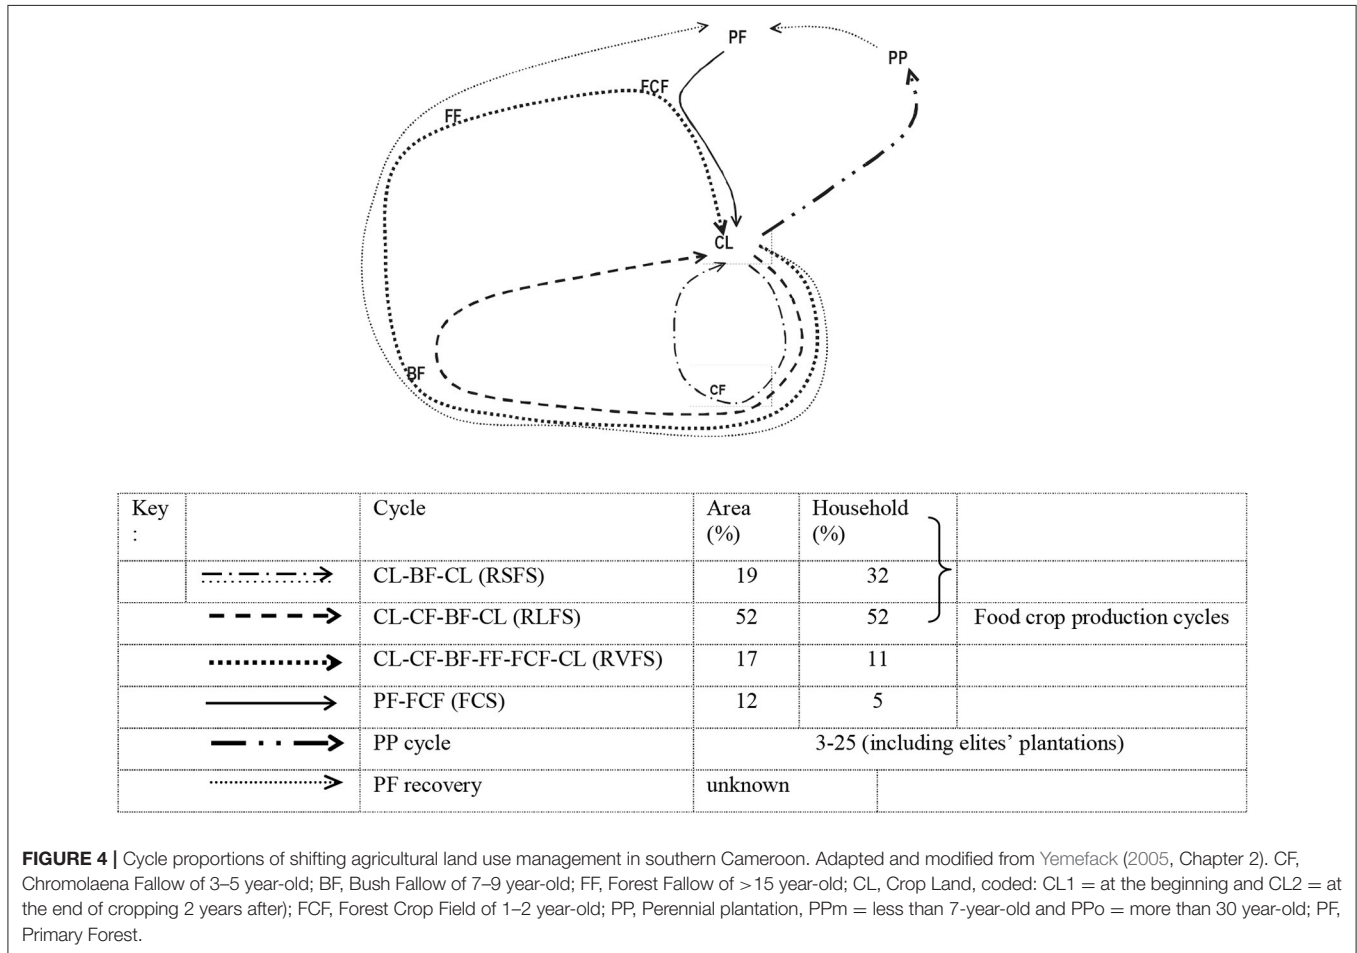 PF
PP
FCF
FF
CL
BF
CF
Key : Cycle Area (%) Household (%)
CL-BF-CL (RSFS) 19 32
CL-CF-BF-CL (RLFS) 52 52 Food crop production cycles
CL-CF-BF-FF-FCF-CL (RVFS) 17 11
PF-FCF (FCS) 12 5
PP cycle 3-25 (including elites’ plantations)
PF recovery unknown
FIGURE 4 | Cycle proportions of shifting agricultural land use management in southern Cameroon. Adapted and modified from Yemefack (2005, Chapter 2). CF,
Chromolaena Fallow of 3–5 year-old; BF, Bush Fallow of 7–9 year-old; FF, Forest Fallow of >15 year-old; CL, Crop Land, coded: CL1 = at the beginning and CL2 = at
the end of cropping 2 years after); FCF, Forest Crop Field of 1–2 year-old; PP, Perennial plantation, PPm = less than 7-year-old and PPo = more than 30 year-old; PF,
Primary Forest.